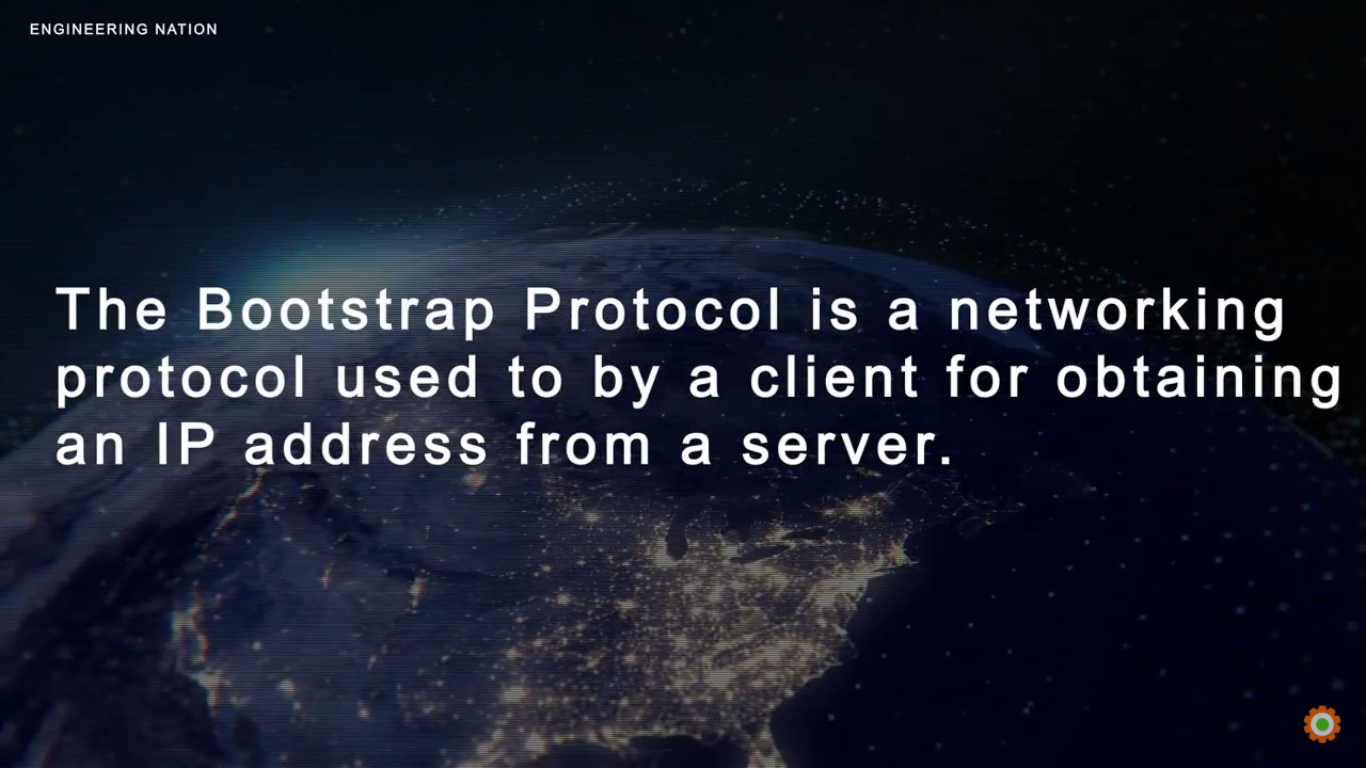 ENGINEERING NATION
The Bootstrap Protocol is a networking
protocol used to by a client for obtaining
an IP address from a server.